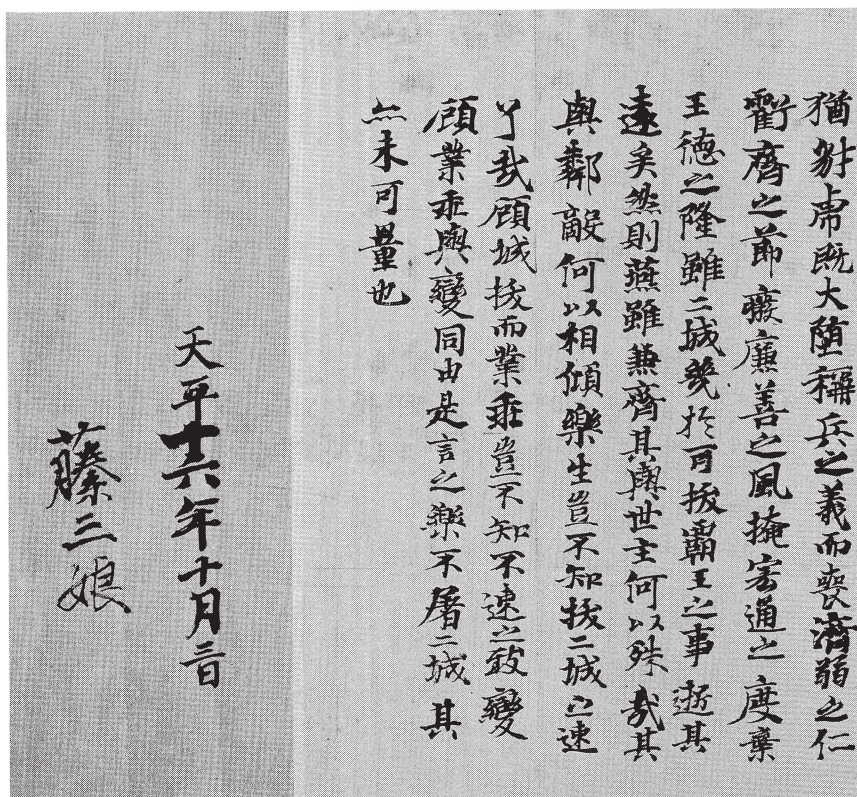 猶豺虎既大墮稱兵之義而喪濟弱之仁
虧齊之節廢廉善之風掩宏通之度棄
王德之隆雖二城幾於可拔霸王之事逝其
遠矣然則燕雖兼齊其與世主何以殊哉其
與鄰敵何以相傾樂生豈不知拔二城之速
了哉顧城拔而業乖豈不知不速之致變
顧業乖與變同由是言之樂不屠二城其
亦未可量也
天平十六年十月三日
藤三娘